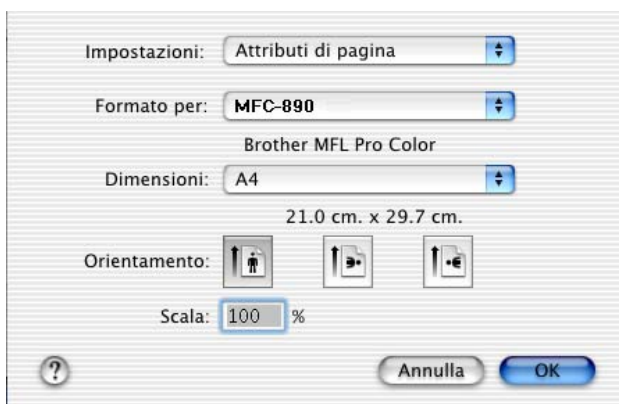 Impostazioni: Attributi di pagina
Formato per: MFC-890
Brother MFL Pro Color
Dimensioni: A4
21.0 cm. x 29.7 cm.
Orientamento:
Scala: 100 %
? Annulla OK